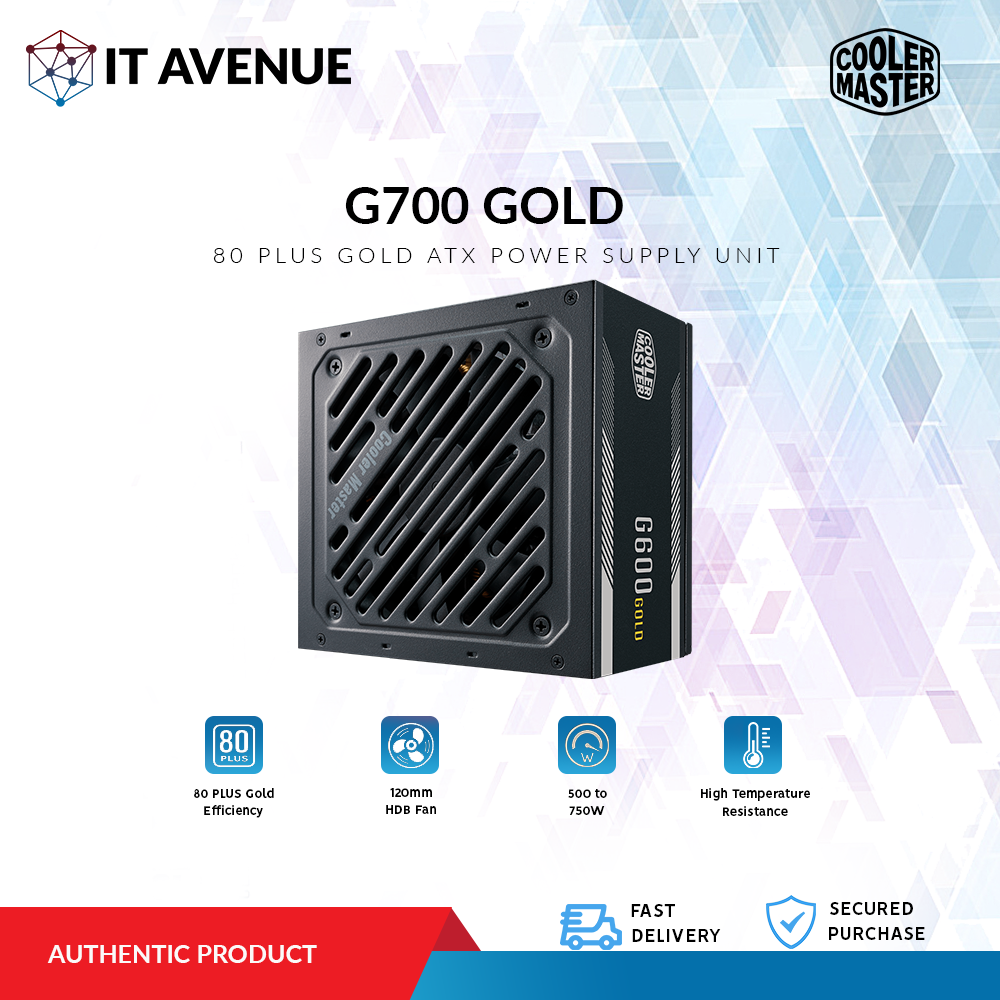 IT AVENUE
COOLER
MASTER
G700 GOLD
80 PLUS GOLD ATX POWER SUPPLY UNIT
COOLER
MASTER
Cooler Master
G600 GOLD
80
PLUS
W
80 PLUS Gold
Efficiency
120mm
HDB Fan
500 to
750W
High Temperature
Resistance
AUTHENTIC PRODUCT
FAST
DELIVERY
SECURED
PURCHASE